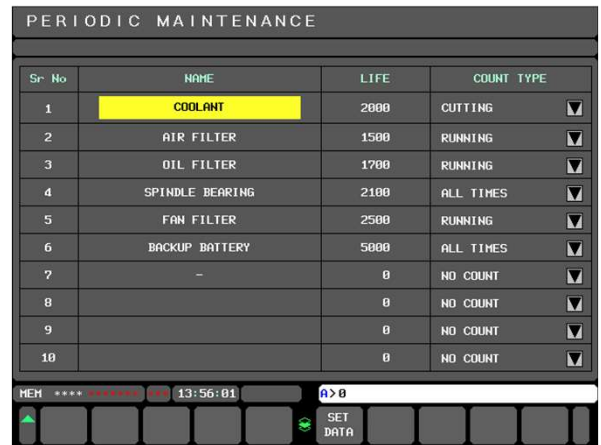 PERIODIC MAINTENANCE
Sr No NAME LIFE COUNT TYPE
1 COOLANT 2000 CUTTING
2 AIR FILTER 1500 RUNNING
3 OIL FILTER 1700 RUNNING
4 SPINDLE BEARING 2100 ALL TIMES
5 FAN FILTER 2500 RUNNING
6 BACKUP BATTERY 5000 ALL TIMES
7 – 0 NO COUNT
8 0 NO COUNT
9 0 NO COUNT
10 0 NO COUNT
MEM **** ******* *** 13:56:01 A>0
SET
DATA